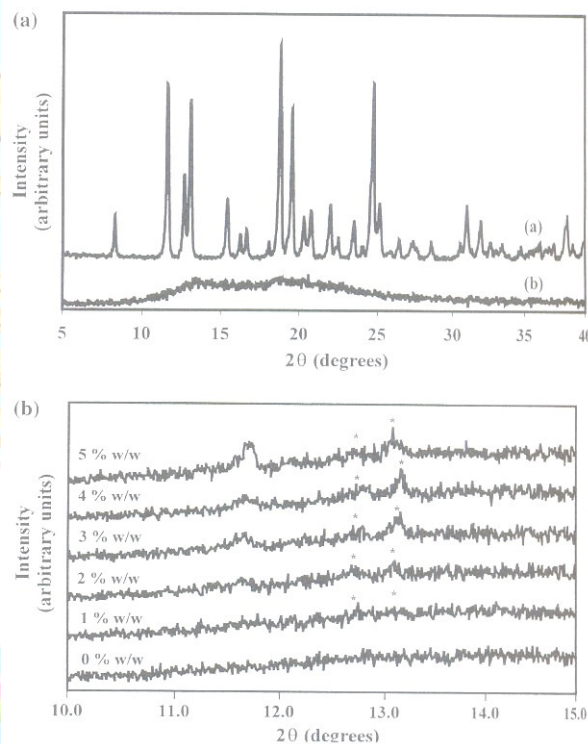 (a)
Intensity
(arbitrary units)
(a)
(b)
5 10 15 20 25 30 35 40
2θ (degrees)
(b)
5 % w/w
4 % w/w
3 % w/w
2 % w/w
1 % w/w
0 % w/w
* *
* *
* *
* *
* *
Intensity
(arbitrary units)
10.0 11.0 12.0 13.0 14.0 15.0
2θ (degrees)